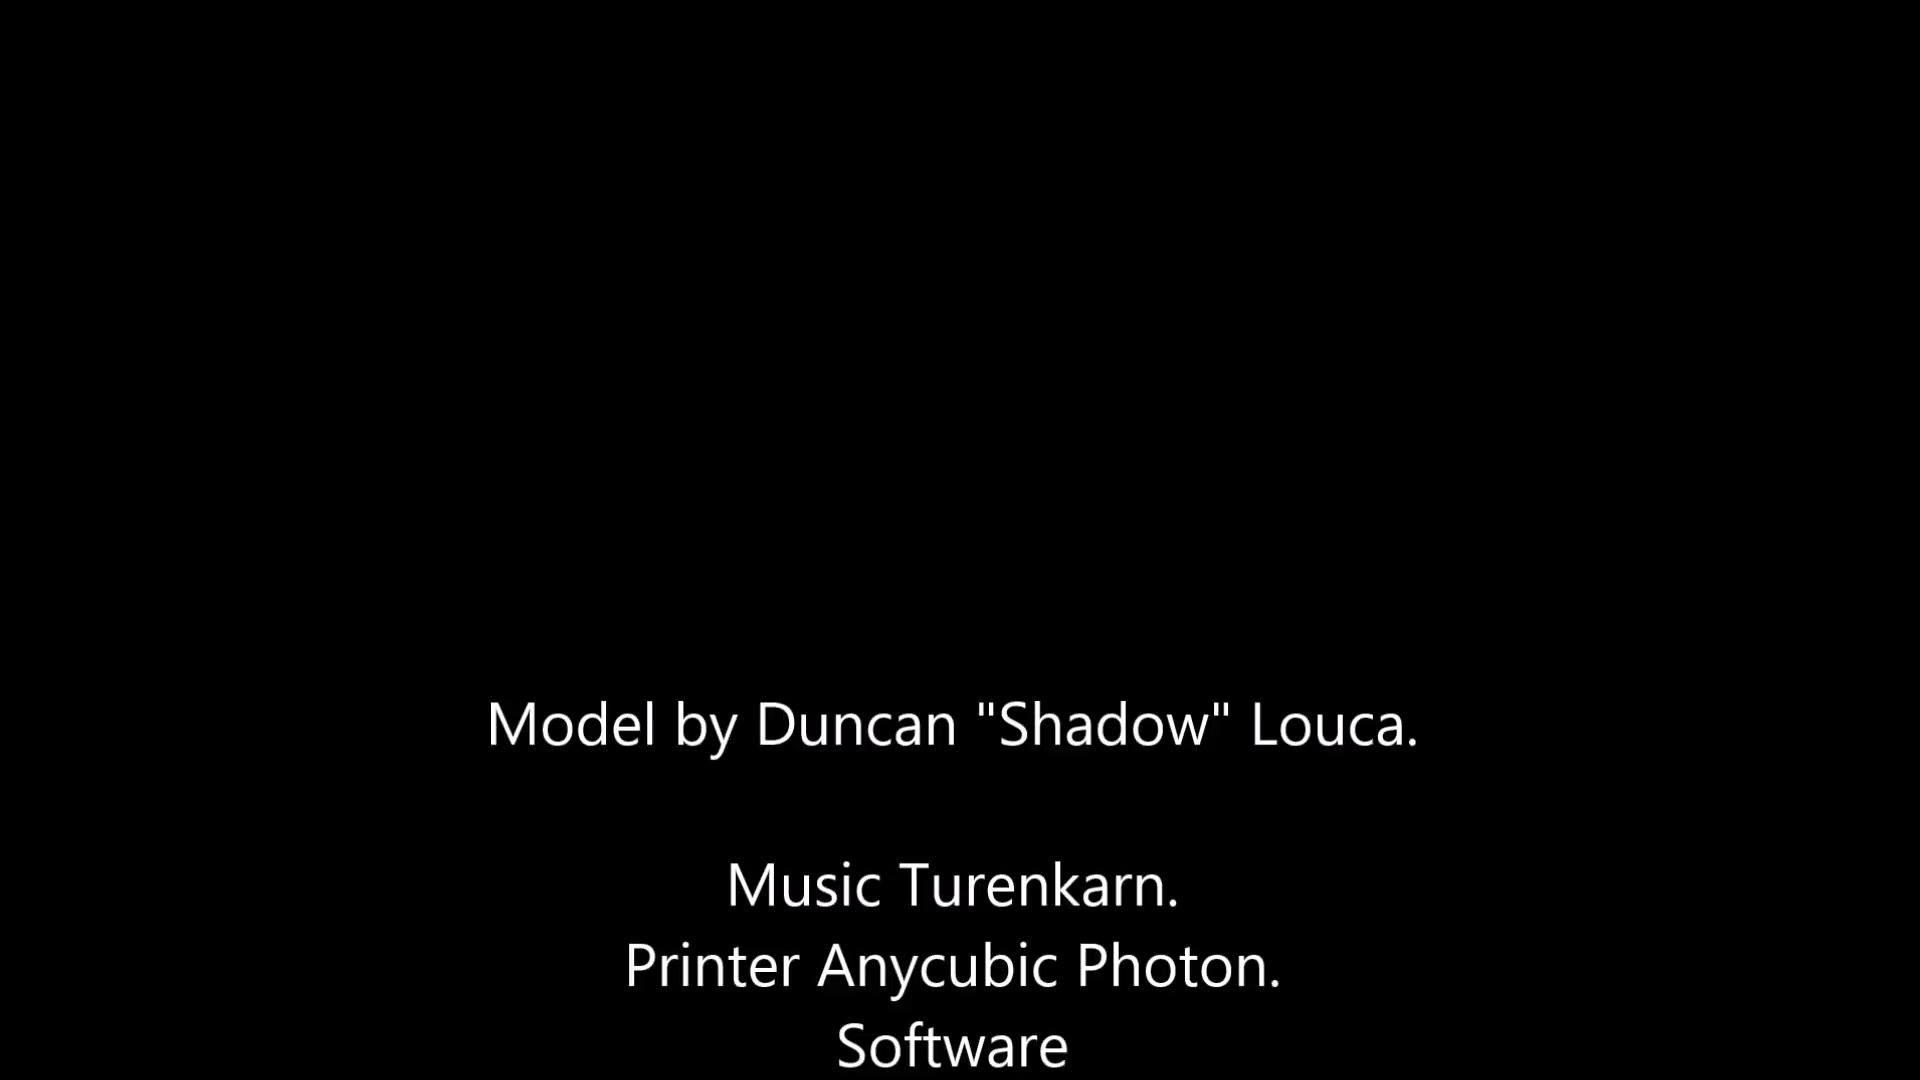 Model by Duncan "Shadow" Louca.
Music Turenkarn.
Printer Anycubic Photon.
Software